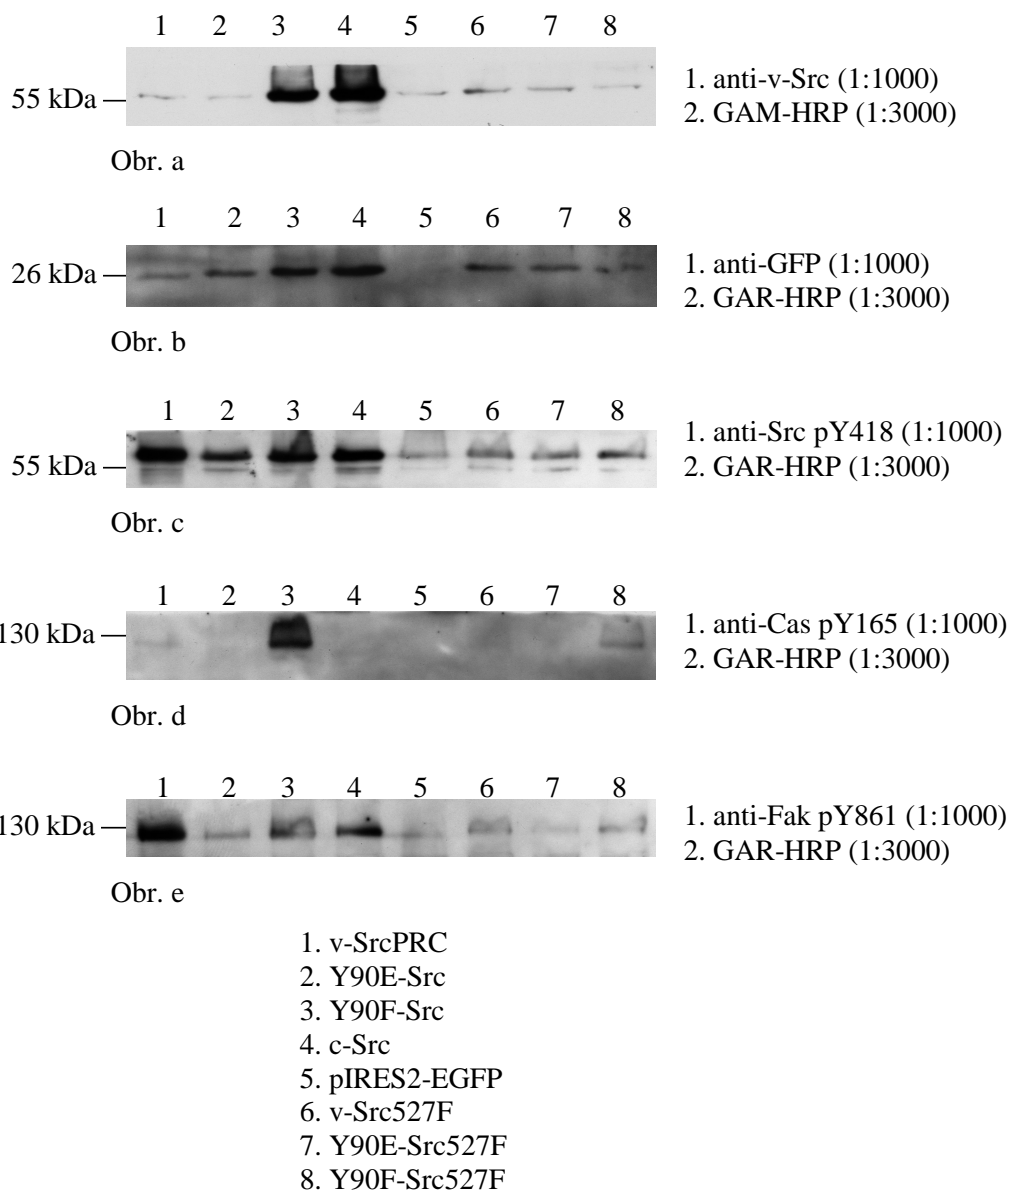 1 2 3 4 5 6 7 8
55 kDa
1. anti-v-Src (1:1000)
2. GAM-HRP (1:3000)
Obr. a
1 2 3 4 5 6 7 8
26 kDa
1. anti-GFP (1:1000)
2. GAR-HRP (1:3000)
Obr. b
1 2 3 4 5 6 7 8
55 kDa
1. anti-Src pY418 (1:1000)
2. GAR-HRP (1:3000)
Obr. c
1 2 3 4 5 6 7 8
130 kDa
1. anti-Cas pY165 (1:1000)
2. GAR-HRP (1:3000)
Obr. d
1 2 3 4 5 6 7 8
130 kDa
1. anti-Fak pY861 (1:1000)
2. GAR-HRP (1:3000)
Obr. e
1. v-SrcPRC
2. Y90E-Src
3. Y90F-Src
4. c-Src
5. pIRES2-EGFP
6. v-Src527F
7. Y90E-Src527F
8. Y90F-Src527F